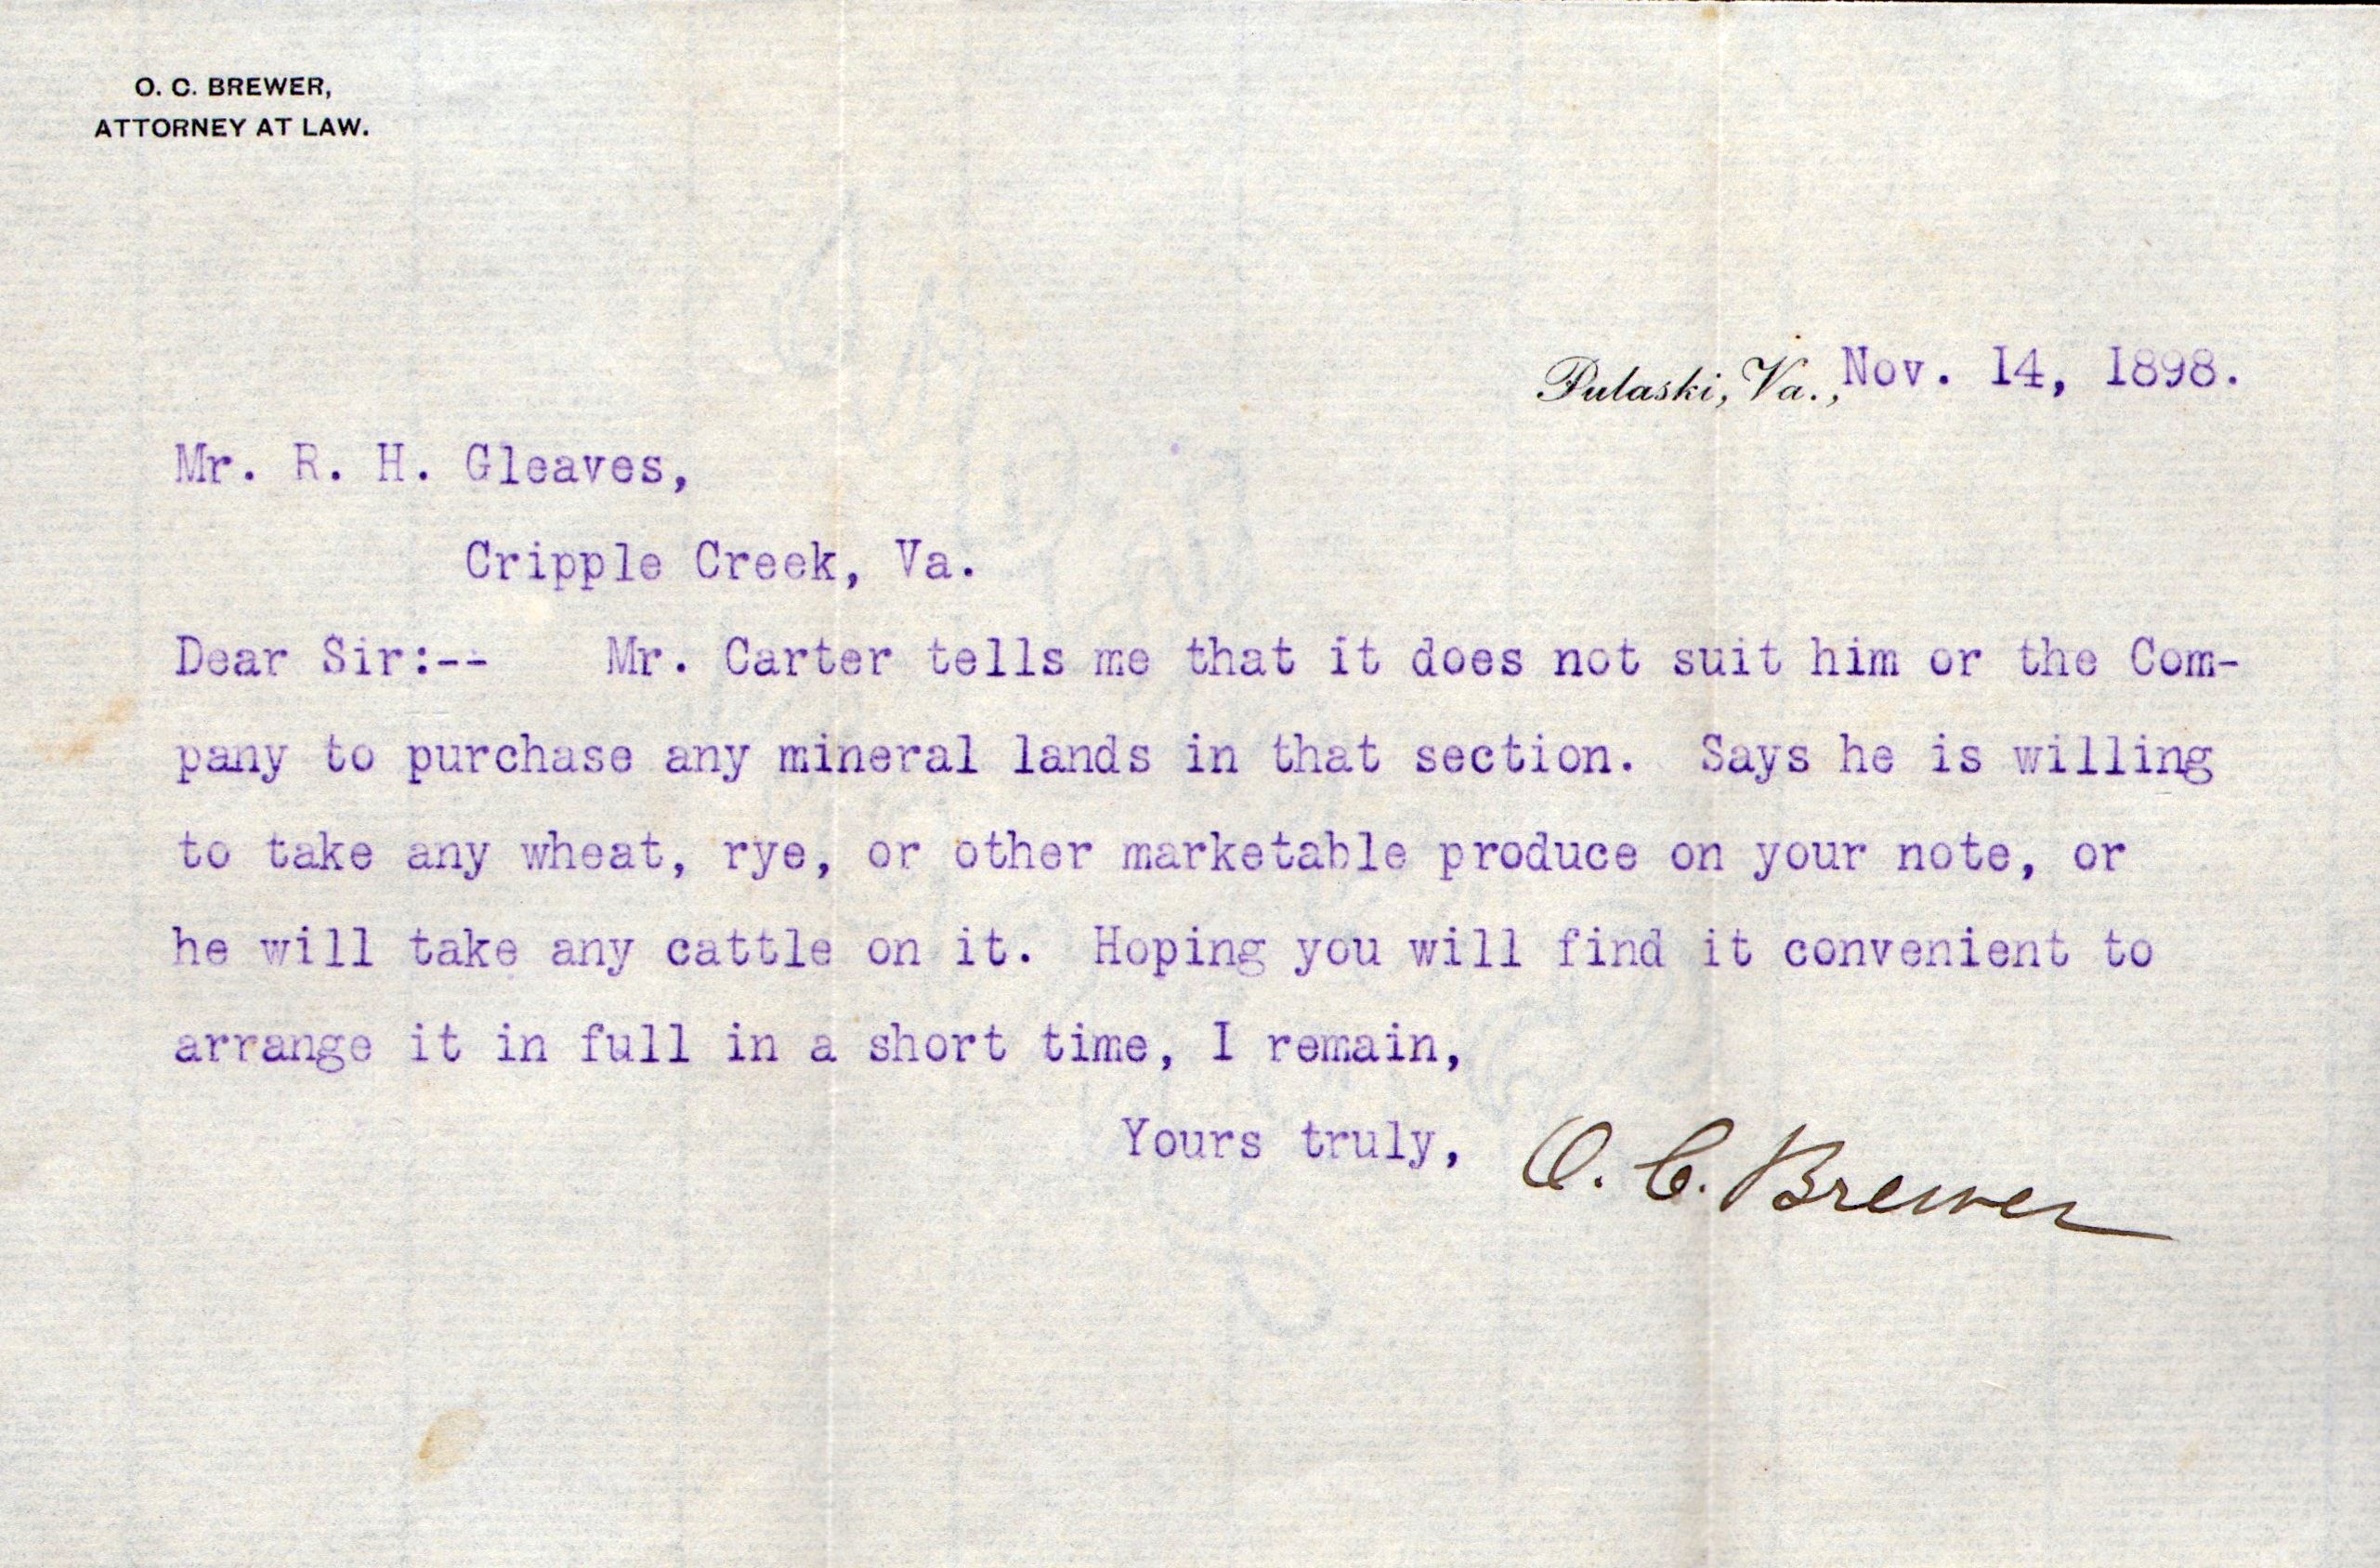 O. C. BREWER,
ATTORNEY AT LAW.
Pulaski, Va., Nov. 14, 1898.
Mr. R. H. Gleaves,
Cripple Creek, Va.
Dear Sir:-- Mr. Carter tells me that it does not suit him or the Com-
pany to purchase any mineral lands in that section. Says he is willing
to take any wheat, rye, or other marketable produce on your note, or
he will take any cattle on it. Hoping you will find it convenient to
arrange it in full in a short time, I remain,
Yours truly, O. C. Brewer